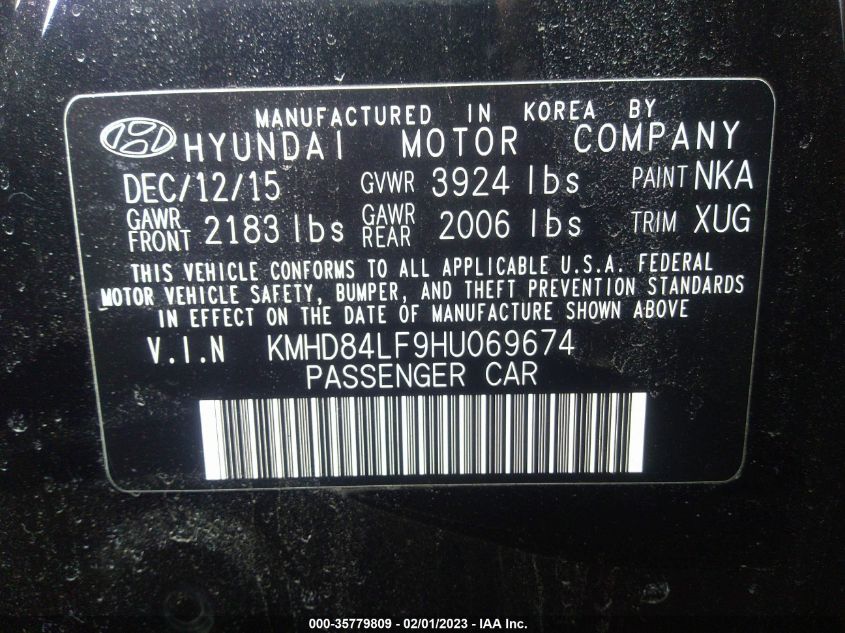 MANUFACTURED IN KOREA BY
HYUNDAI MOTOR COMPANY
DEC/12/15 GVWR 3924 lbs PAINT NKA
GAWR FRONT 2183 lbs GAWR REAR 2006 lbs TRIM XUG
THIS VEHICLE CONFORMS TO ALL APPLICABLE U.S.A. FEDERAL
MOTOR VEHICLE SAFETY, BUMPER, AND THEFT PREVENTION STANDARDS
IN EFFECT ON THE DATE OF MANUFACTURE SHOWN ABOVE
V.I.N KMHD84LF9HU069674
PASSENGER CAR
000-35779809 - 02/01/2023 - IAA Inc.